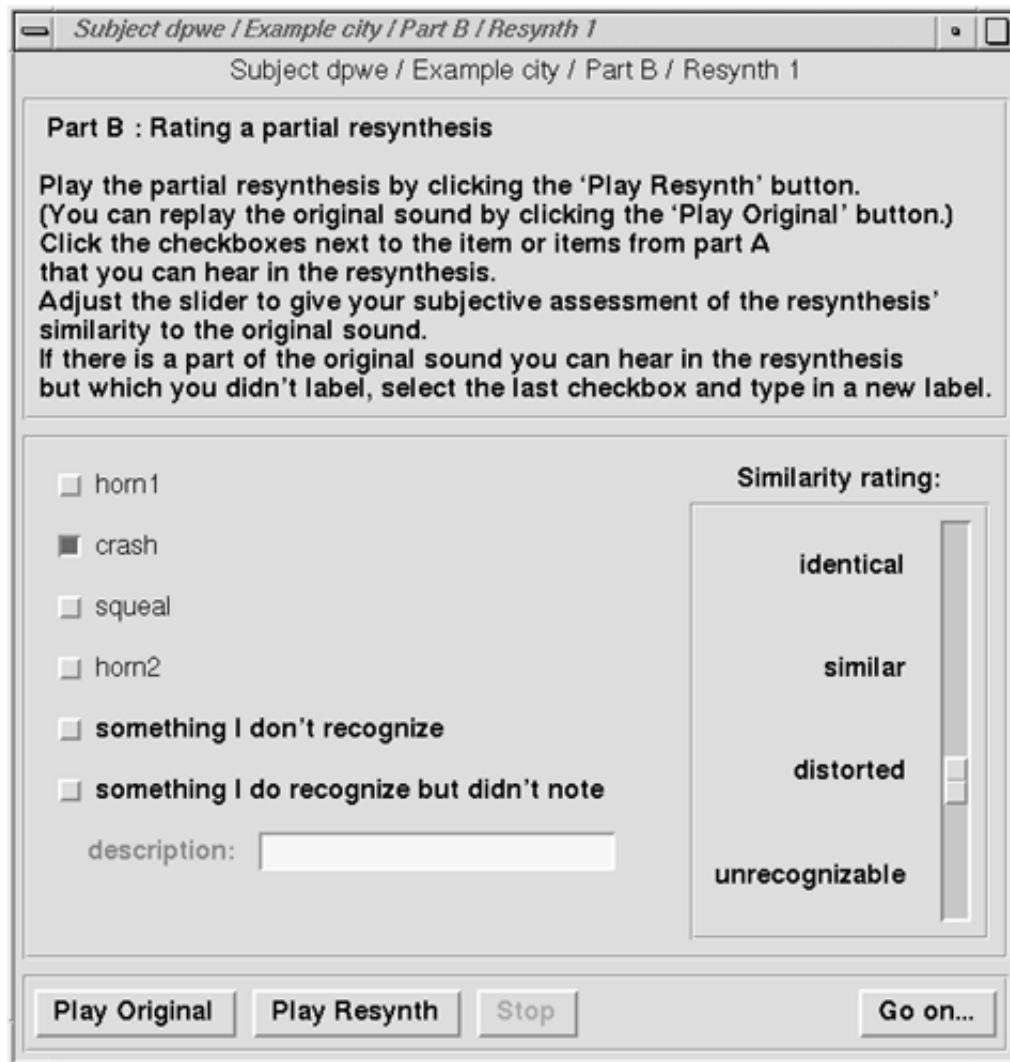 Subject dpwe / Example city / Part B / Resynth 1
Subject dpwe / Example city / Part B / Resynth 1
Part B : Rating a partial resynthesis
Play the partial resynthesis by clicking the ‘Play Resynth’ button.
(You can replay the original sound by clicking the ‘Play Original’ button.)
Click the checkboxes next to the item or items from part A
that you can hear in the resynthesis.
Adjust the slider to give your subjective assessment of the resynthesis’
similarity to the original sound.
If there is a part of the original sound you can hear in the resynthesis
but which you didn’t label, select the last checkbox and type in a new label.
horn1
crash
squeal
horn2
something I don’t recognize
something I do recognize but didn’t note
description:
Similarity rating:
identical
similar
distorted
unrecognizable
Play Original
Play Resynth
Stop
Go on...